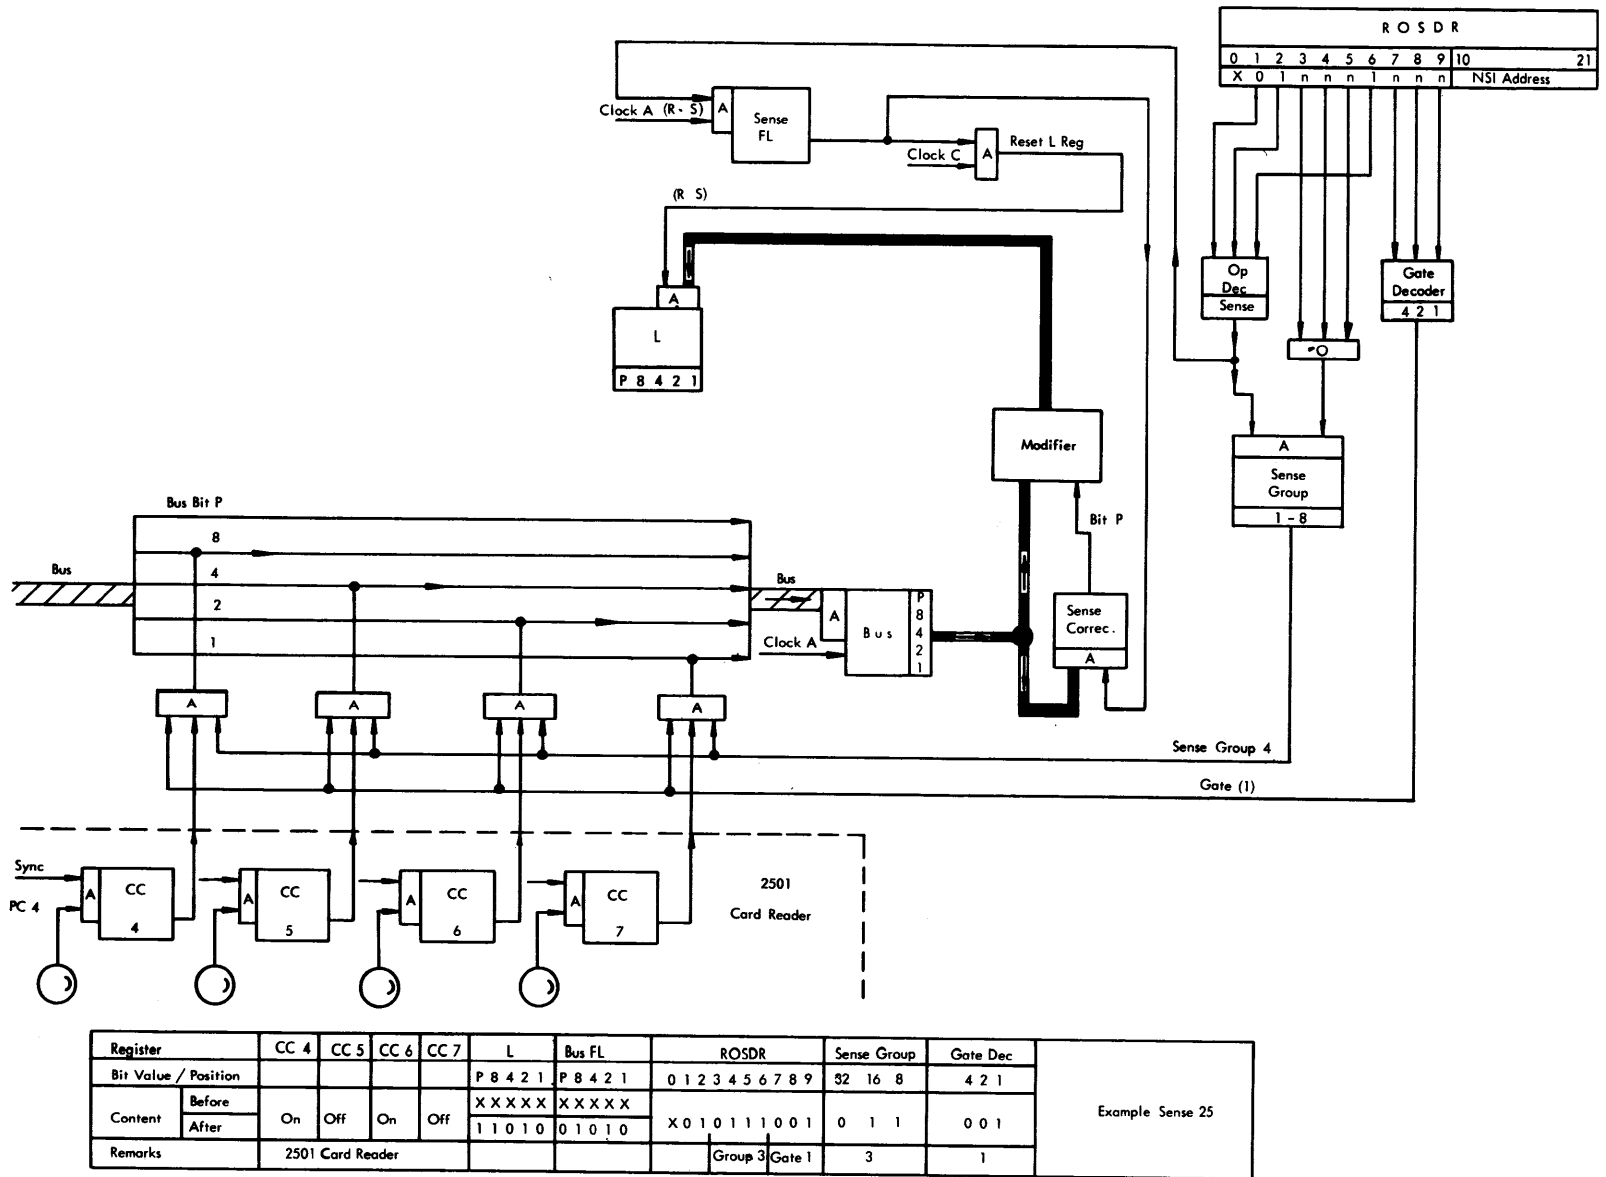 R O S D R
0 1 2 3 4 5 6 7 8 9 10 21
X 0 1 n n n 1 n n n NSI Address
Clock A (R - S)
A
Sense
FL
Clock C
A
Reset L Reg
(R S)
A
L
P 8 4 2 1
Op
Dec
Sense
Gate
Decoder
4 2 1
O
A
Sense
Group
1 - 8
Modifier
Bit P
Sense
Correc.
A
Bus Bit P
8
Bus
4
2
1
Bus
A
Bus
P
8
4
2
1
Clock A
A
A
A
A
Sense Group 4
Gate (1)
Sync
PC 4
A
CC
4
A
CC
5
A
CC
6
A
CC
7
2501
Card Reader
Register CC 4 CC 5 CC 6 CC 7 L Bus FL ROSDR Sense Group Gate Dec
Bit Value / Position P 8 4 2 1 P 8 4 2 1 0 1 2 3 4 5 6 7 8 9 32 16 8 4 2 1
Content Before X X X X X X X X X X
After On Off On Off 1 1 0 1 0 0 1 0 1 0 X 0 1 0 1 1 1 0 0 1 0 1 1 0 0 1
Remarks 2501 Card Reader Group 3 Gate 1 3 1
Example Sense 25